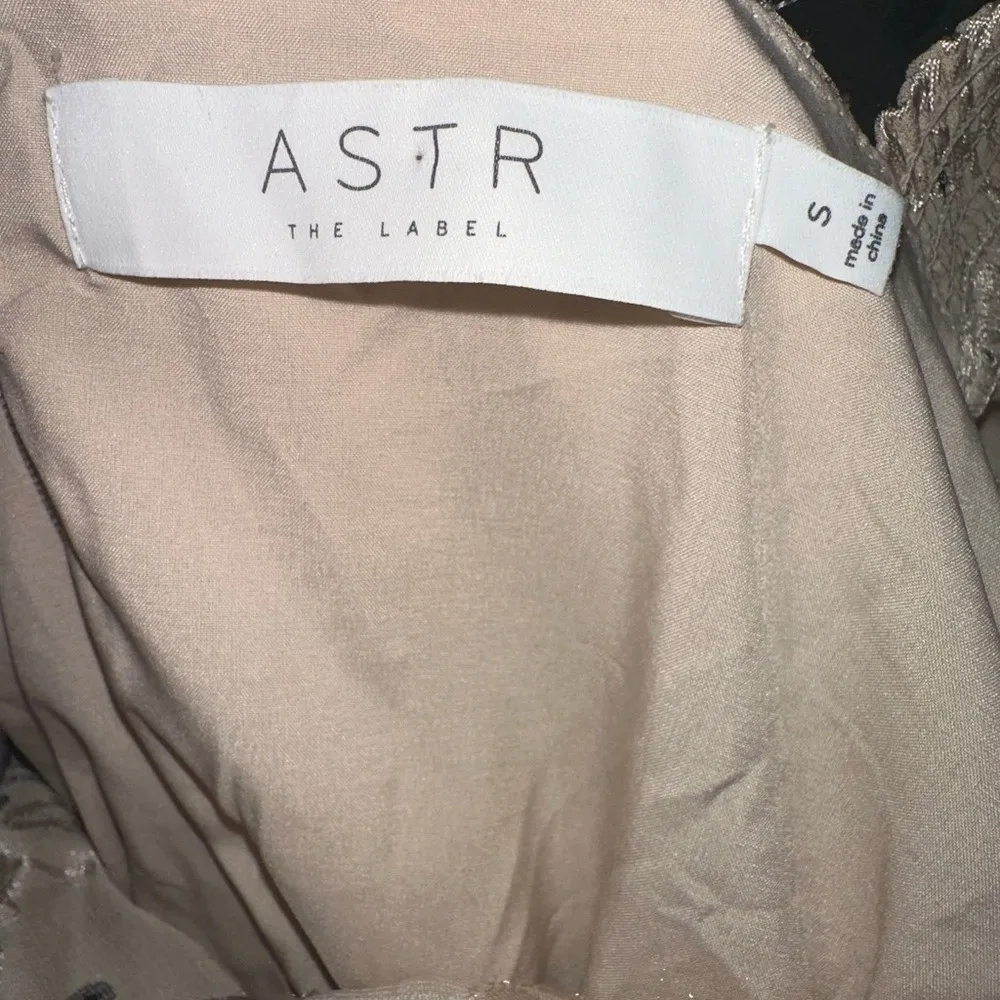 ASTR
THE LABEL
S
made in
china